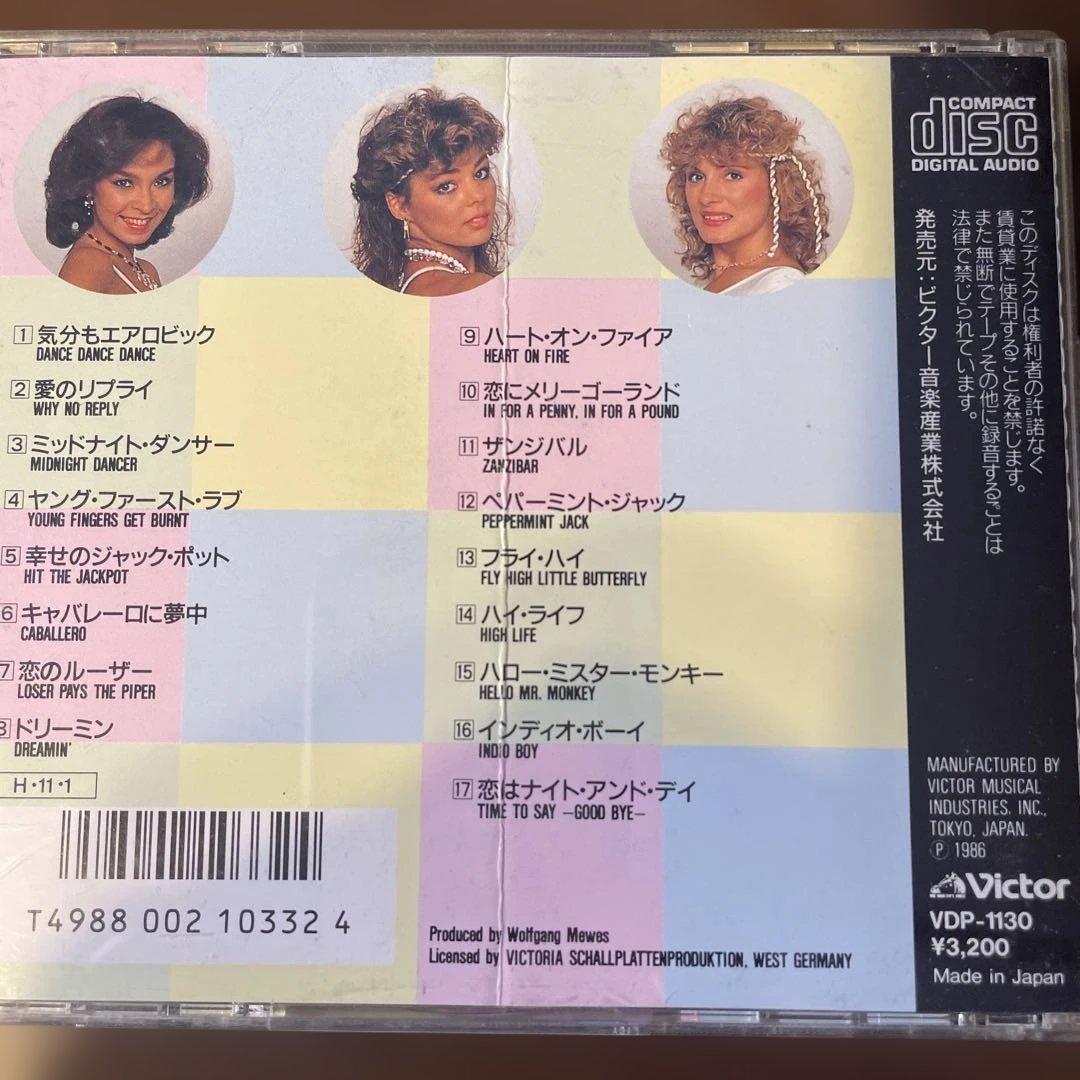 1 気分もエアロビック
DANCE DANCE DANCE
2 愛のリプライ
WHY NO REPLY
3 ミッドナイト・ダンサー
MIDNIGHT DANCER
4 ヤング・ファースト・ラブ
YOUNG FINGERS GET BURNT
5 幸せのジャック・ポット
HIT THE JACKPOT
6 キャバレーロに夢中
CABALLERO
7 恋のルーザー
LOSER PAYS THE PIPER
8 ドリーミン
DREAMIN'
H・11・1
T4988 002 10332 4
9 ハート・オン・ファイア
HEART ON FIRE
10 恋にメリーゴーランド
IN FOR A PENNY, IN FOR A POUND
11 ザンジバル
ZANZIBAR
12 ペパーミント・ジャック
PEPPERMINT JACK
13 フライ・ハイ
FLY HIGH LITTLE BUTTERFLY
14 ハイ・ライフ
HIGH LIFE
15 ハロー・ミスター・モンキー
HELLO MR. MONKEY
16 インディオ・ボーイ
INDIO BOY
17 恋はナイト・アンド・デイ
TIME TO SAY —GOOD BYE—
Produced by Wolfgang Mewes
Licensed by VICTORIA SCHALLPLATTENPRODUKTION, WEST GERMANY
COMPACT
disc
DIGITAL AUDIO
このディスクは権利者の許諾なく
賃貸業に使用することを禁じます。
また無断でテープその他に録音することは
法律で禁じられています。
発売元：ビクター音楽産業株式会社
MANUFACTURED BY
VICTOR MUSICAL
INDUSTRIES, INC.,
TOKYO, JAPAN.
Ⓟ 1986
Victor
VDP-1130
¥3,200
Made in Japan